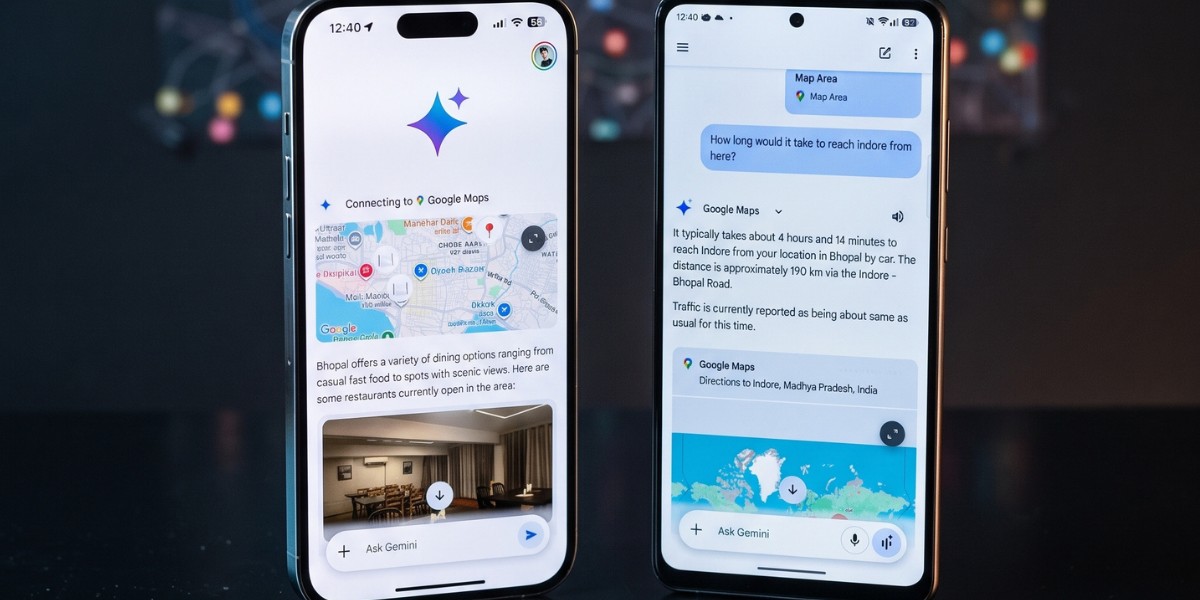 12:40
58
Connecting to Google Maps
Manehar
Google
Bhopal offers a variety of dining options ranging from
casual fast food to spots with scenic views. Here are
some restaurants currently open in the area:
Ask Gemini
12:40
92
Map Area
Map Area
How long would it take to reach indore from
here?
Google Maps
It typically takes about 4 hours and 14 minutes to
reach Indore from your location in Bhopal by car. The
distance is approximately 190 km via the Indore -
Bhopal Road.
Traffic is currently reported as being about same as
usual for this time.
Google Maps
Directions to Indore, Madhya Pradesh, India
Ask Gemini